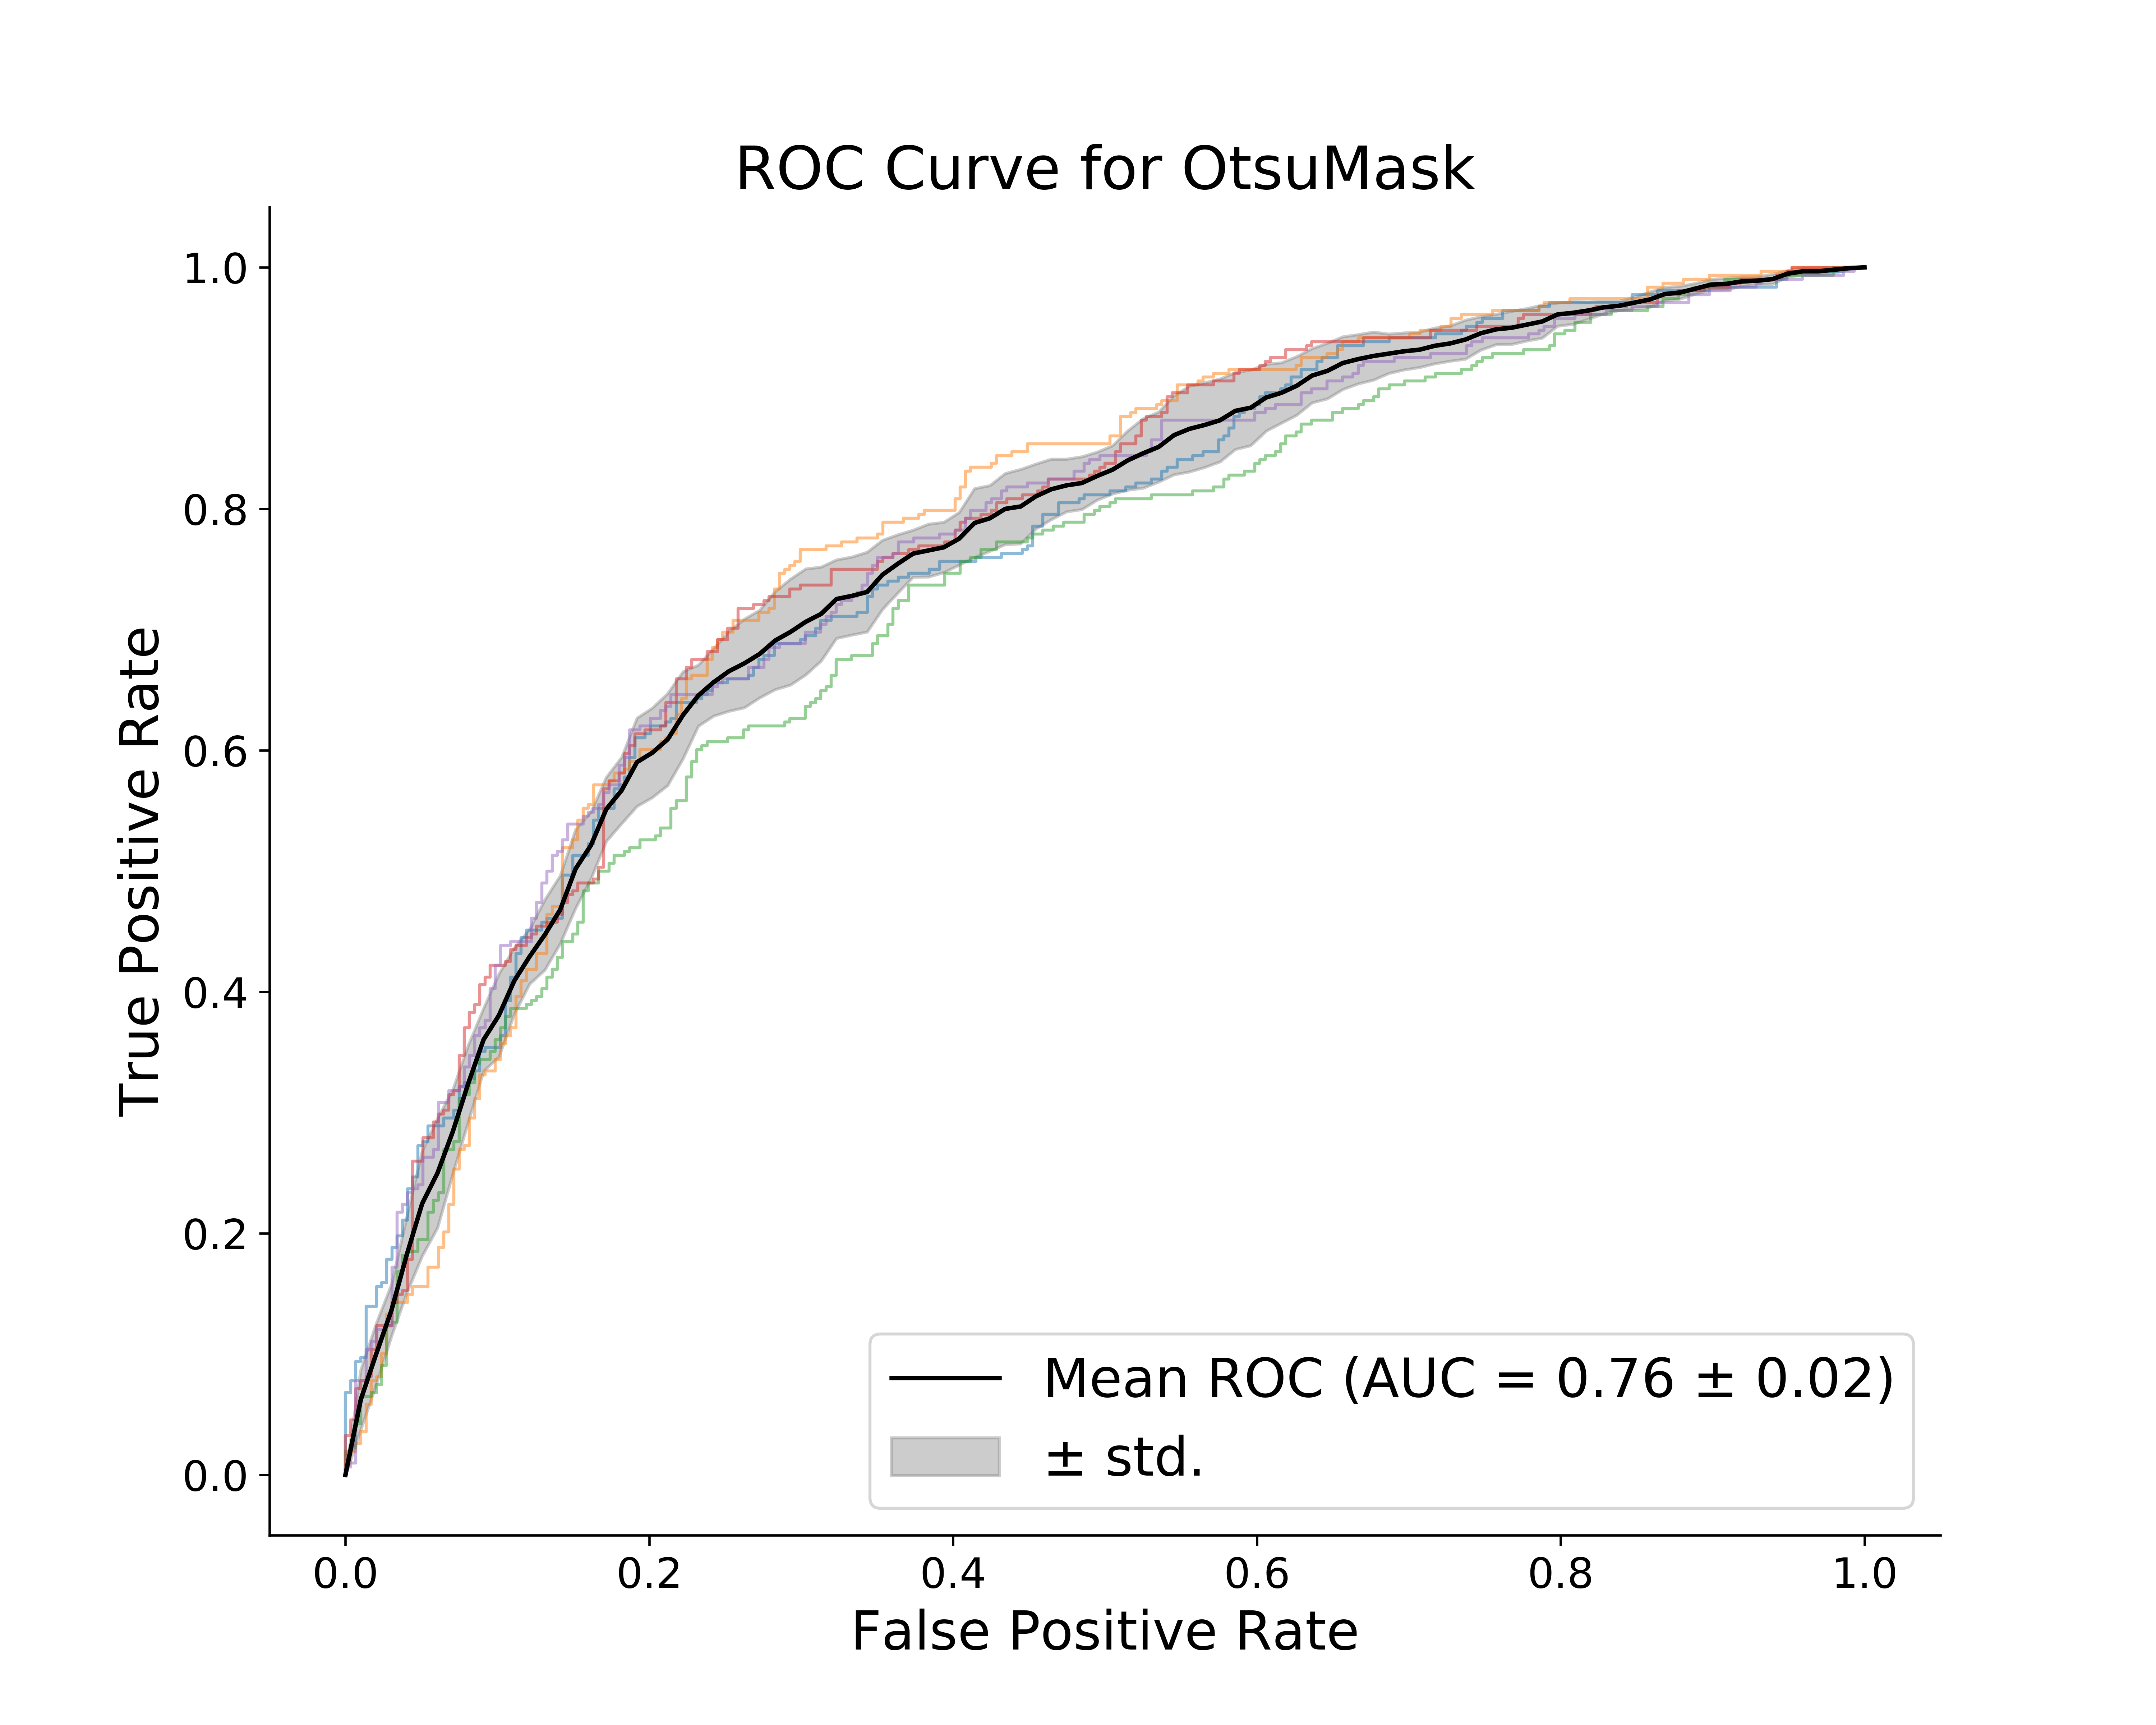 ROC Curve for OtsuMask
True Positive Rate
1.0
0.8
0.6
0.4
0.2
0.0
Mean ROC (AUC = 0.76 ± 0.02)
± std.
0.0 0.2 0.4 0.6 0.8 1.0
False Positive Rate